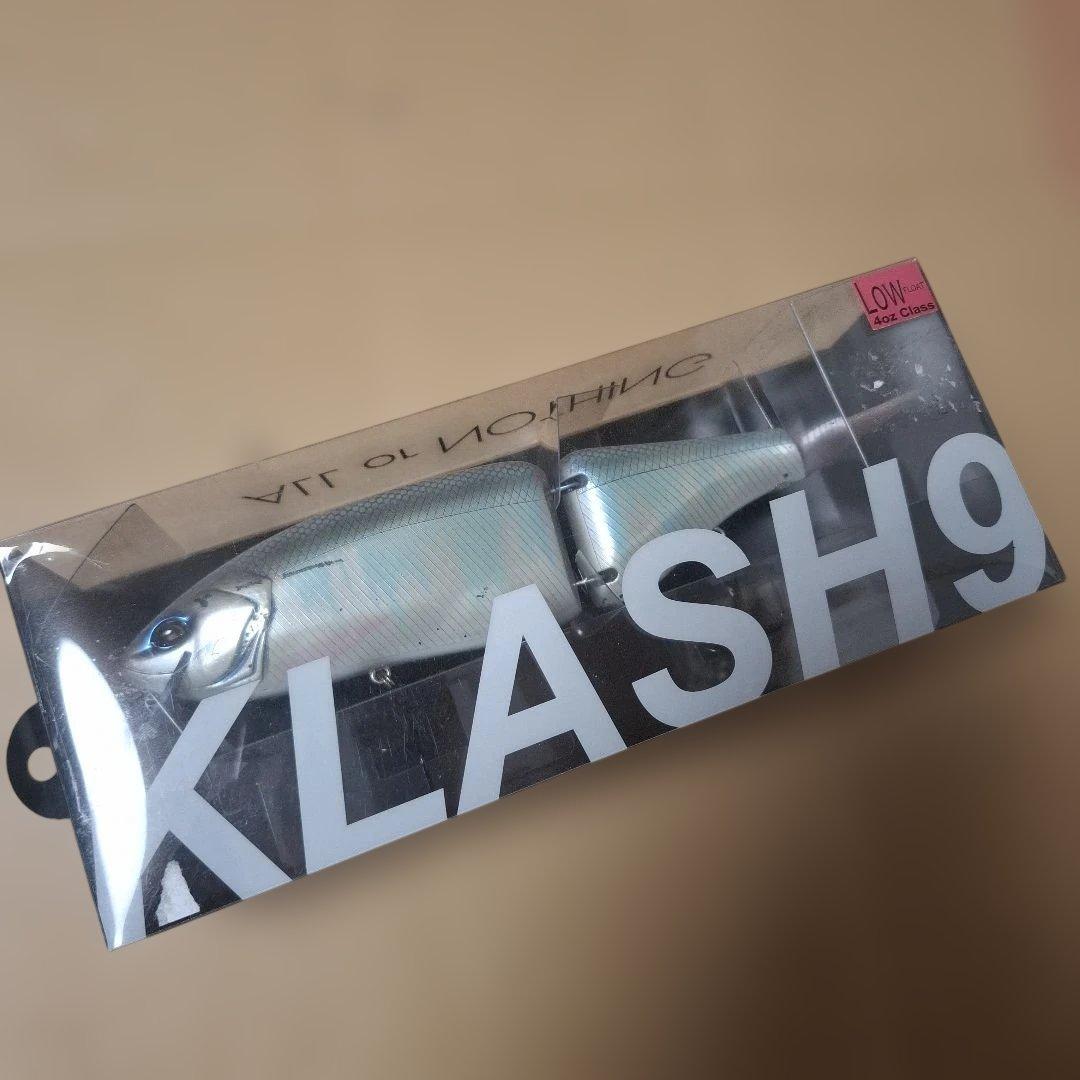 LOW FLOAT
4oz Class
ALL or NOTHING
KLASH9